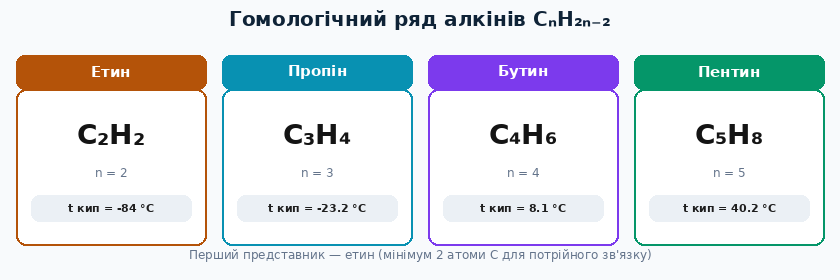 Гомологічний ряд алкінів CₙH₂ₙ₋₂
Етин
C₂H₂
n = 2
t кип = -84 °C
Пропін
C₃H₄
n = 3
t кип = -23.2 °C
Бутин
C₄H₆
n = 4
t кип = 8.1 °C
Пентин
C₅H₈
n = 5
t кип = 40.2 °C
Перший представник — етин (мінімум 2 атоми C для потрійного зв'язку)